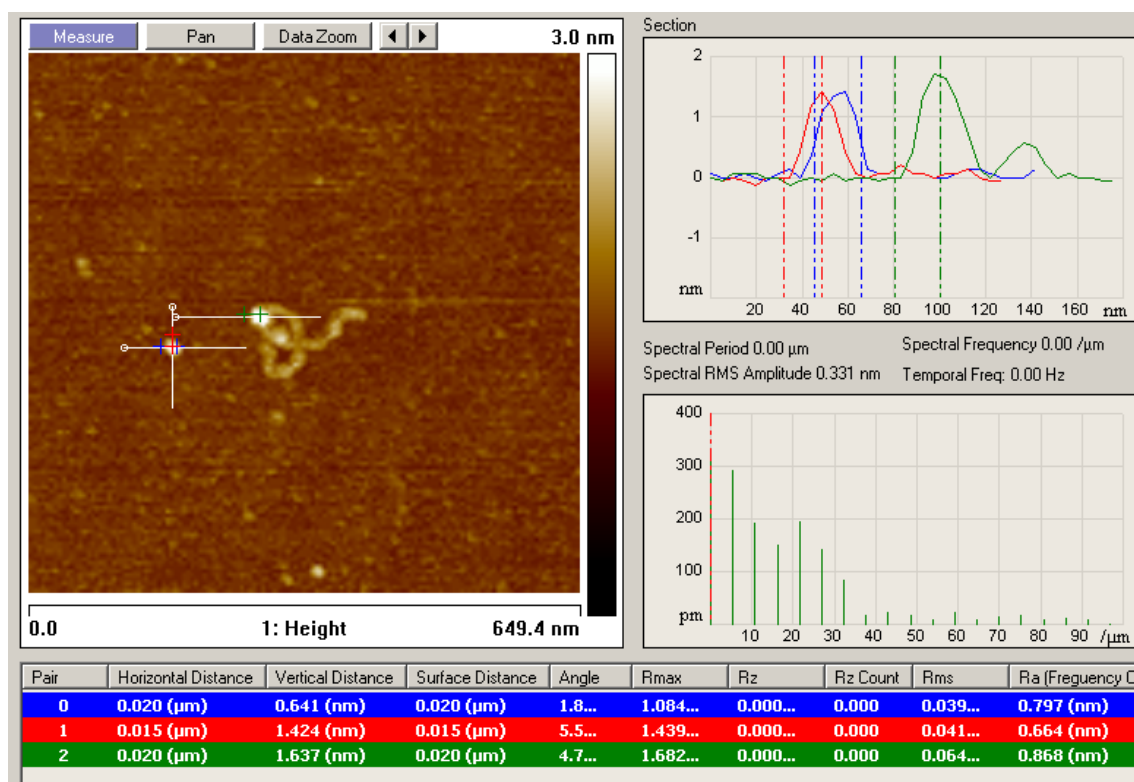 Measure Pan Data Zoom 3.0 nm
0.0 1: Height 649.4 nm
Section
2
1
0
-1
nm
20 40 60 80 100 120 140 160 nm
Spectral Period 0.00 µm Spectral Frequency 0.00 /µm
Spectral RMS Amplitude 0.331 nm Temporal Freq: 0.00 Hz
400
300
200
100
pm
10 20 30 40 50 60 70 80 90 /µm
Pair Horizontal Distance Vertical Distance Surface Distance Angle Rmax Rz Rz Count Rms Ra (Freguency C
0 0.020 (µm) 0.641 (nm) 0.020 (µm) 1.8... 1.084... 0.000... 0.000 0.039... 0.797 (nm)
1 0.015 (µm) 1.424 (nm) 0.015 (µm) 5.5... 1.439... 0.000... 0.000 0.041... 0.664 (nm)
2 0.020 (µm) 1.637 (nm) 0.020 (µm) 4.7... 1.682... 0.000... 0.000 0.064... 0.868 (nm)